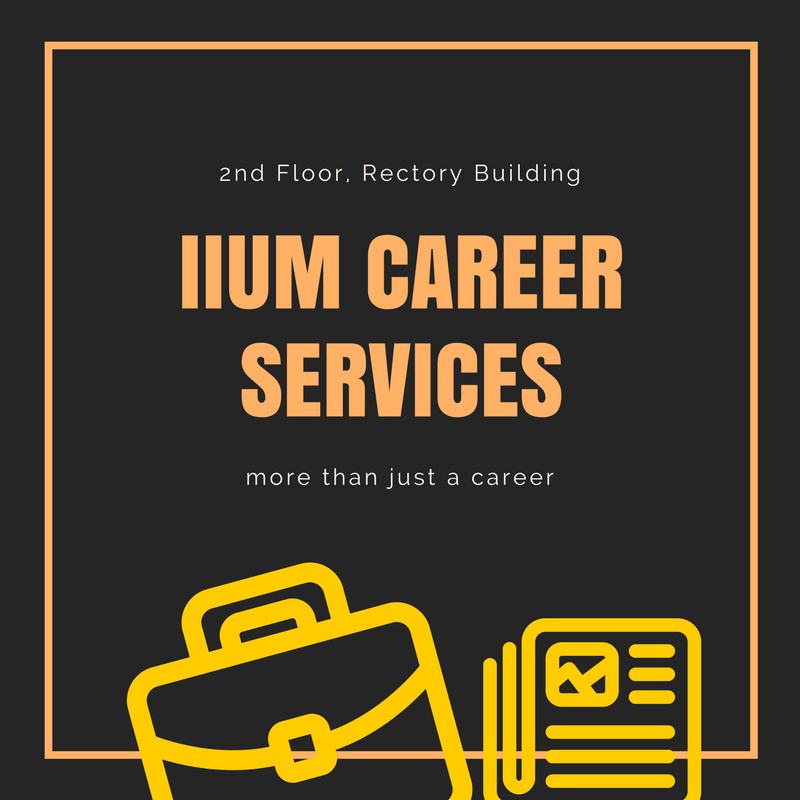 2nd Floor, Rectory Building
IIUM CAREER
SERVICES
more than just a career